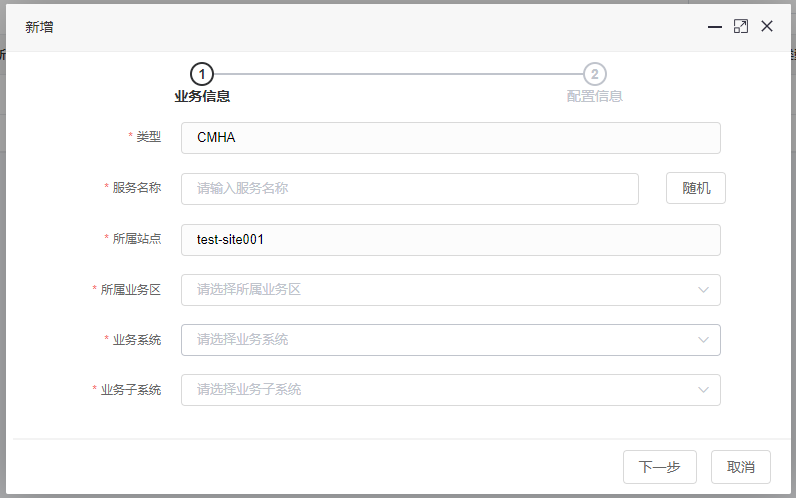 新增
1
2
业务信息
配置信息
* 类型
CMHA
* 服务名称
请输入服务名称
随机
* 所属站点
test-site001
* 所属业务区
请选择所属业务区
* 业务系统
请选择业务系统
* 业务子系统
请选择业务子系统
下一步
取消